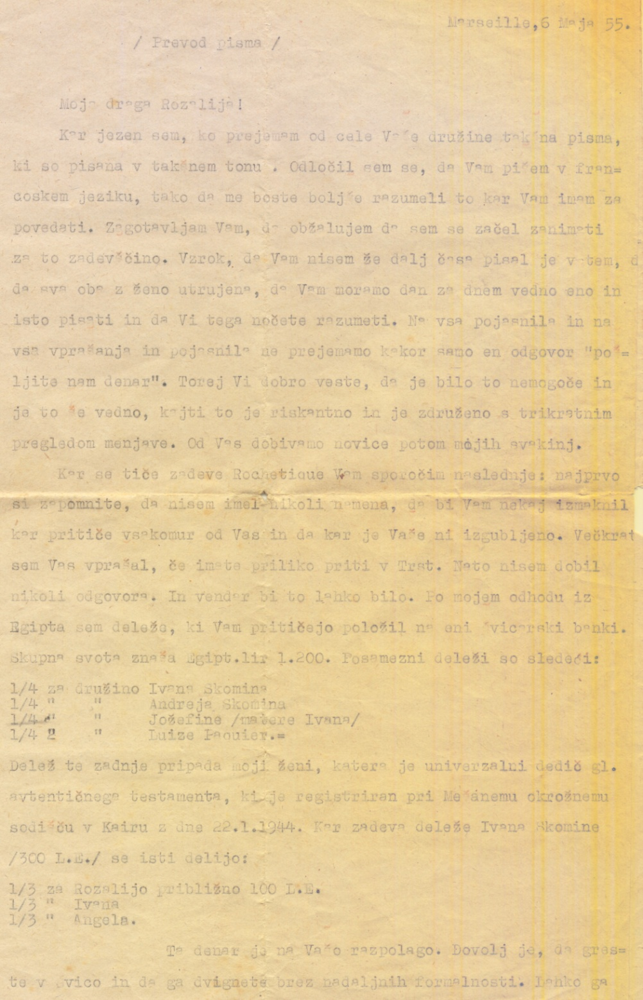 Marseille,6 Maja 55.
/ Prevod pisma /
Moja draga Rozalija!
Kar jezen sem, ko prejemam od cele Vaše družine takšna pisma,
ki so pisana v takšnem tonu . Odločil sem se, da Vam pišem v fran=
coskem jeziku, tako da me boste boljše razumeli to kar Vam imam za
povedati. Zagotavljam Vam, da obžalujem da sem se začel zanimati
za to zadevščino. Vzrok, da Vam nisem že dalj časa pisal je v tem, d
da sva oba z ženo utrujena, da Vam moramo dan za dnem vedno eno in
isto pisati in da Vi tega nočete razumeti. Na vsa pojasnila in na
vsa vprašanja in pojasnila ne prejemamo kakor samo en odgovor "poš=
ljite nam denar". Torej Vi dobro veste, da je bilo to nemogoče in
je to še vedno, kajti to je riskantno in je združeno s trikratnim
pregledom menjave. Od Vas dobivamo novice potom mojih svakinj.
Kar se tiče zadeve Rochetique Vam sporočim naslednje: najprvo
si zapomnite, da nisem imel nikoli namena, da bi Vam nekaj izmaknil
kar pritiče vsakomur od Vas in da kar je Vaše ni izgubljeno. Večkrat
sem Vas vprašal, če imate priliko priti v Trst. Nato nisem dobil
nikoli odgovora. In vendar bi to lahko bilo. Po mojem odhodu iz
Egipta sem deleže, ki Vam pritičejo položil na eni švicarski banki.
Skupna svota znaša Egipt.lir 1.200. Posamezni deleži so sledeči:
1/4 za družino Ivana Skomina
1/4 " " Andreja Skomina
1/4 " " Jožefine /matere Ivana/
1/4 " " Luize Paquier.=
Delež te zadnje pripada moji ženi, katera je univerzalni dedič gl.
avtentičnega testamenta, ki je registriran pri Mešanemu okrožnemu
sodišču v Kairu z dne 22.1.1944. Kar zadeva deleže Ivana Skomine
/300 L.E./ se isti delijo:
1/3 za Rozalijo približno 100 L.E.
1/3 " Ivana
1/3 " Angela.
Ta denar je na Vašo razpolago. Dovolj je, da gres=
te v Švico in da ga dvignete brez nadaljnih formalnosti. Lahko ga